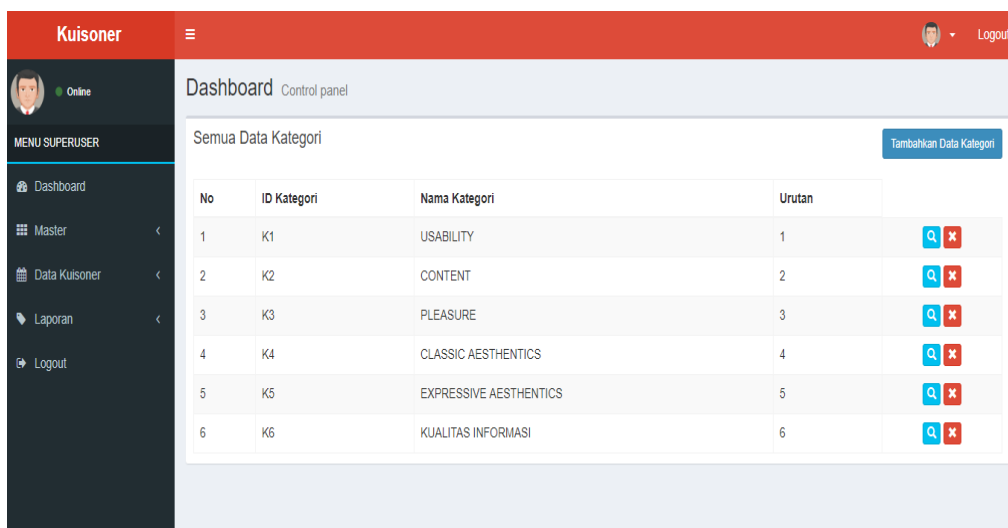 Kuisoner
Logout
Online
Dashboard Control panel
MENU SUPERUSER
Semua Data Kategori
Tambahkan Data Kategori
Dashboard
Master
Data Kuisoner
Laporan
Logout
No ID Kategori Nama Kategori Urutan
1 K1 USABILITY 1
2 K2 CONTENT 2
3 K3 PLEASURE 3
4 K4 CLASSIC AESTHENTICS 4
5 K5 EXPRESSIVE AESTHENTICS 5
6 K6 KUALITAS INFORMASI 6